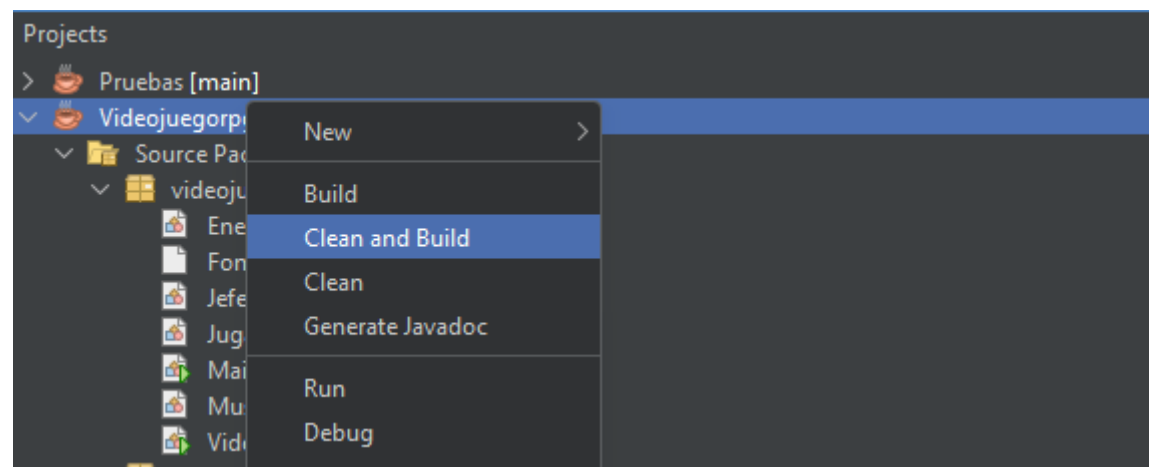 Projects
Pruebas [main]
Videojuegorp
New
Source Pac
Build
videoju
Clean and Build
Ene
Fon
Clean
Jefe
Generate Javadoc
Jug
Mai
Run
Mu
Debug
Vid